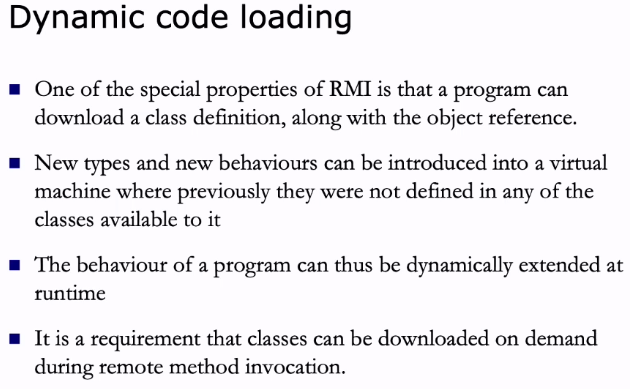 Dynamic code loading
One of the special properties of RMI is that a program can
download a class definition, along with the object reference.
New types and new behaviours can be introduced into a virtual
machine where previously they were not defined in any of the
classes available to it
The behaviour of a program can thus be dynamically extended at
runtime
It is a requirement that classes can be downloaded on demand
during remote method invocation.